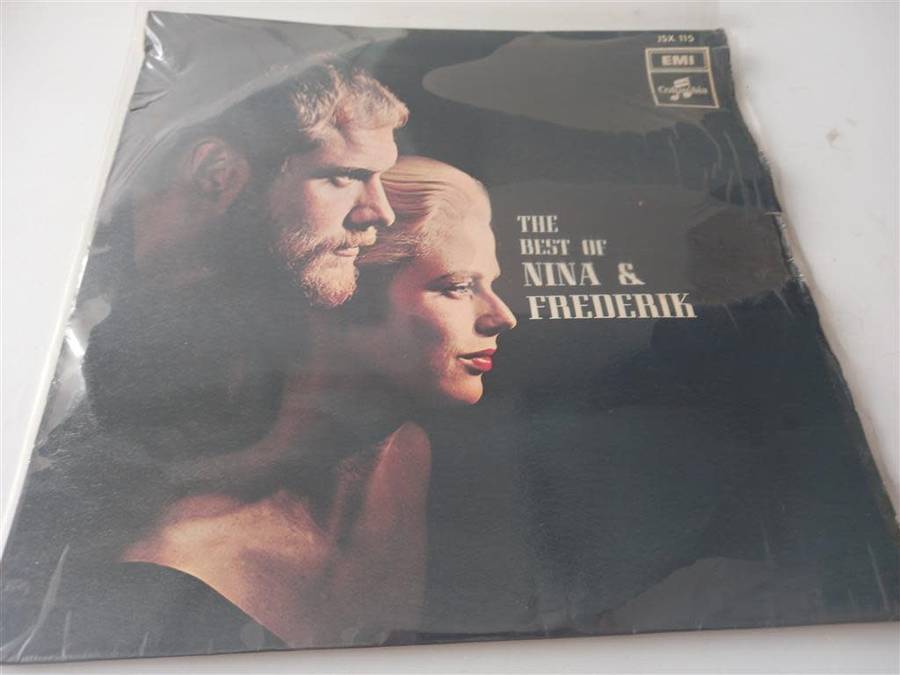 JSX 115
EMI
Columbia
THE
BEST OF
NINA &
FREDERIK